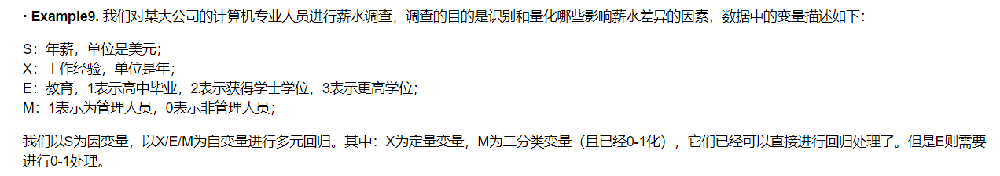 · Example9. 我们对某大公司的计算机专业人员进行薪水调查，调查的目的是识别和量化哪些影响薪水差异的因素，数据中的变量描述如下：
S：年薪，单位是美元；
X：工作经验，单位是年；
E：教育，1表示高中毕业，2表示获得学士学位，3表示更高学位；
M：1表示为管理人员，0表示非管理人员；
我们以S为因变量，以X/E/M为自变量进行多元回归。其中：X为定量变量，M为二分类变量（且已经0-1化），它们已经可以直接进行回归处理了。但是E则需要
进行0-1处理。